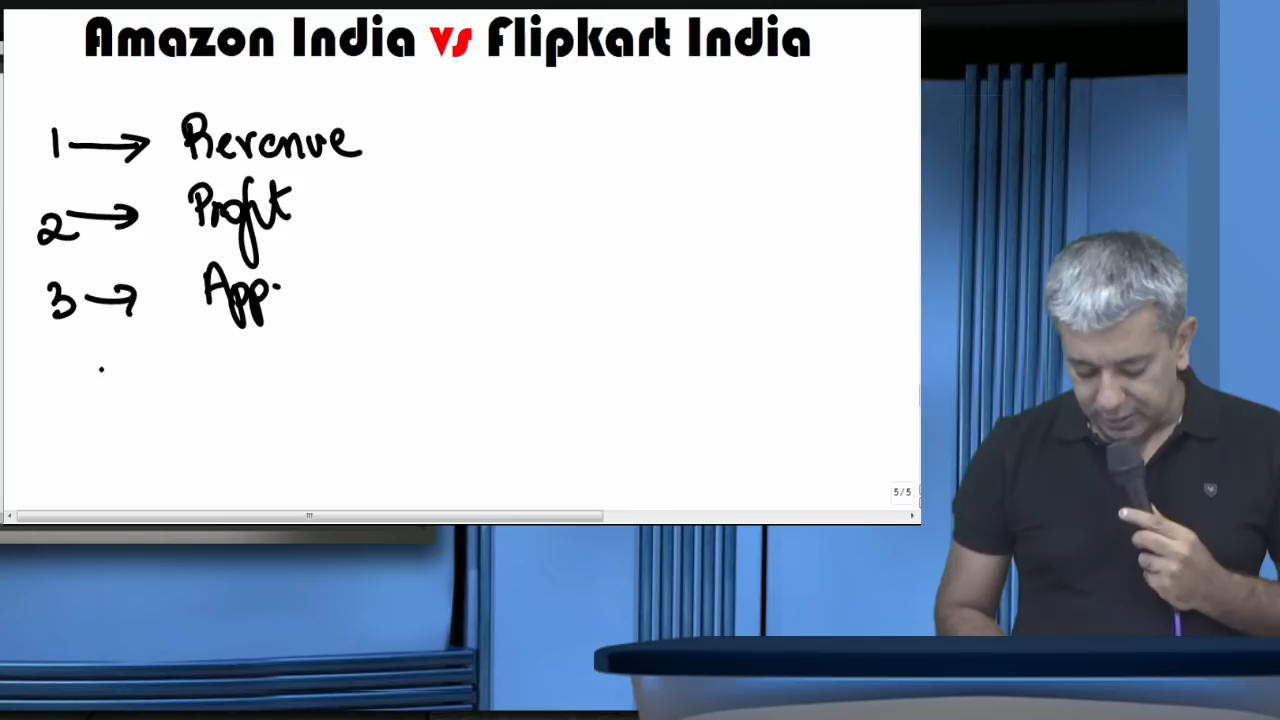 Amazon India vs Flipkart India
1 → Revenue
2 → Profit
3 → App.
5/5